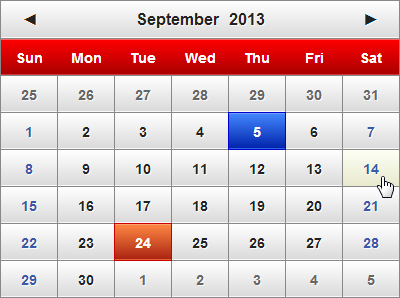 ◄ September 2013 ►
Sun Mon Tue Wed Thu Fri Sat
25 26 27 28 29 30 31
1 2 3 4 5 6 7
8 9 10 11 12 13 14
15 16 17 18 19 20 21
22 23 24 25 26 27 28
29 30 1 2 3 4 5